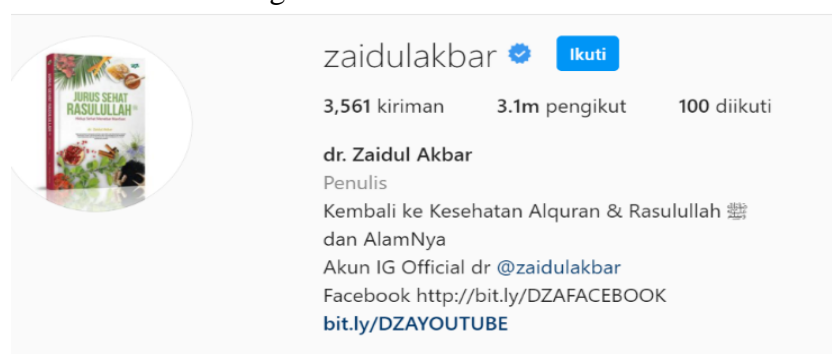 zaidulakbar
Ikuti
3,561 kiriman 3.1m pengikut 100 diikuti
JURUS SEHAT
RASULULLAH
dr. Zaidul Akbar
Penulis
Kembali ke Kesehatan Alquran & Rasulullah ﷺ
dan AlamNya
Akun IG Official dr @zaidulakbar
Facebook http://bit.ly/DZAFACEBOOK
bit.ly/DZAYOUTUBE